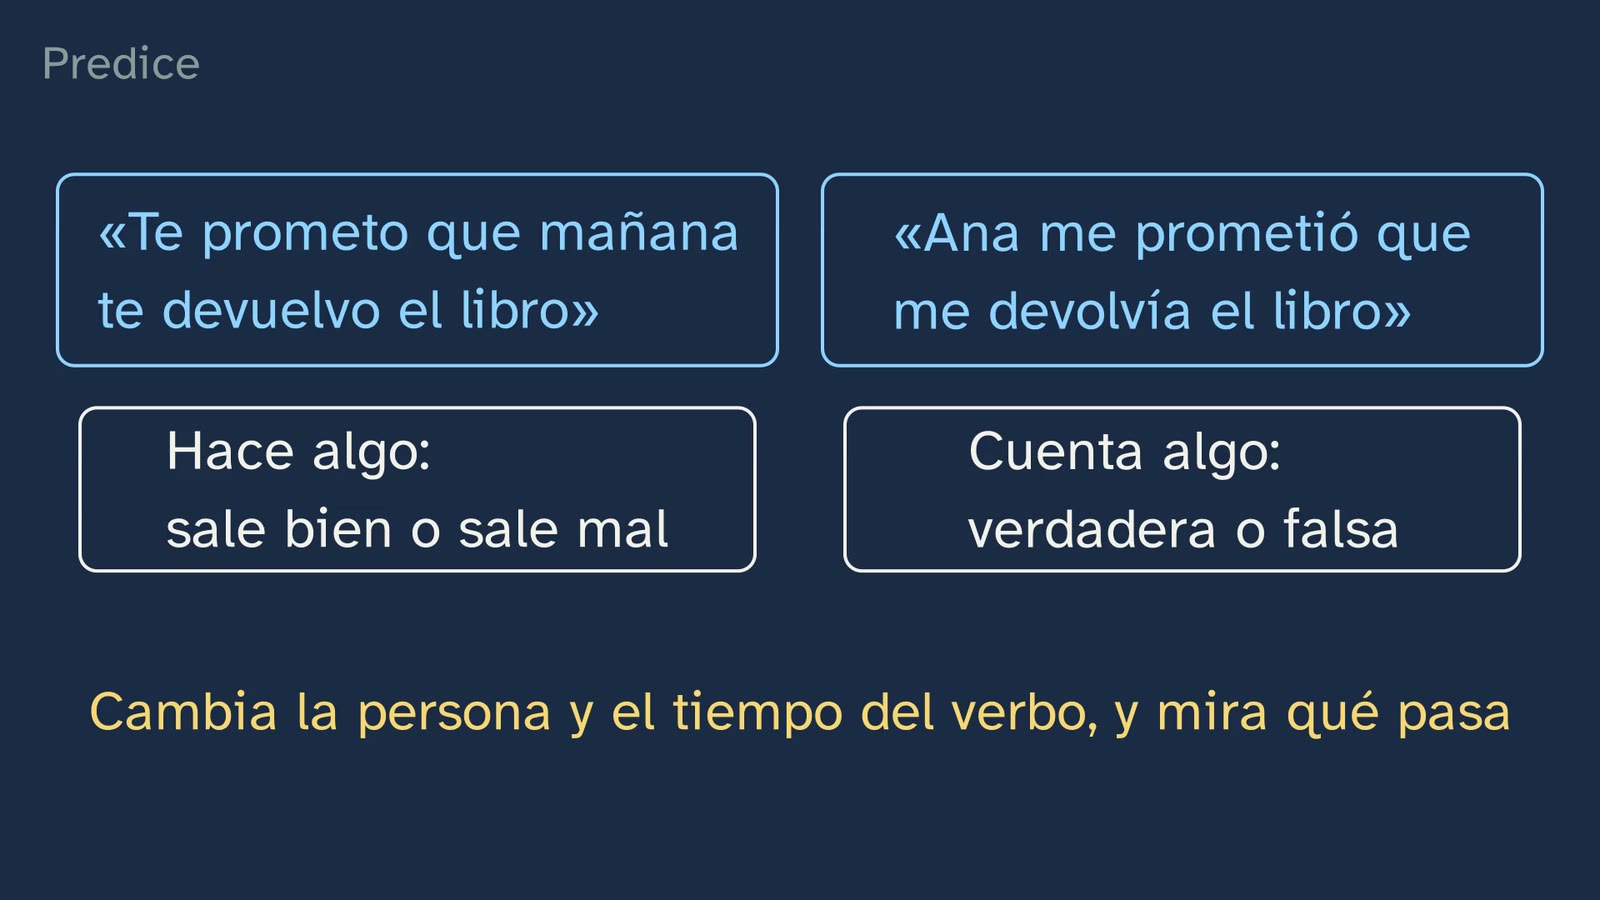 Predice
«Te prometo que mañana
te devuelvo el libro»
«Ana me prometió que
me devolvía el libro»
Hace algo:
sale bien o sale mal
Cuenta algo:
verdadera o falsa
Cambia la persona y el tiempo del verbo, y mira qué pasa